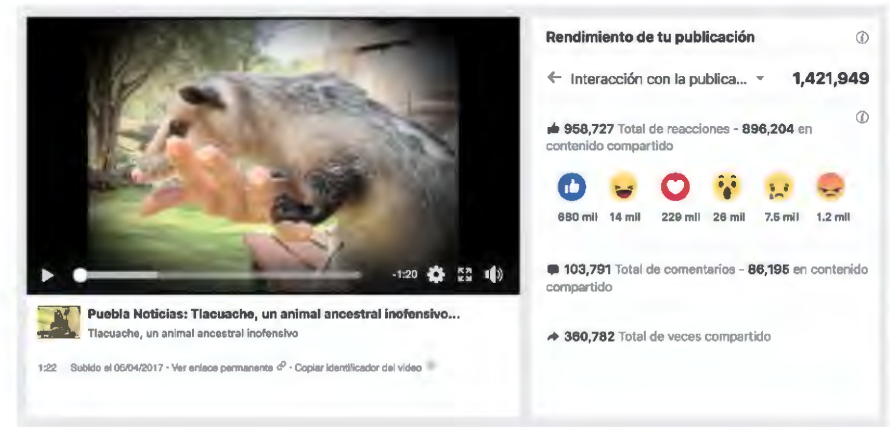 -1:20
Puebla Noticias: Tlacuache, un animal ancestral inofensivo...
Tlacuache, un animal ancestral inofensivo
1:22 Subido el 06/04/2017 · Ver enlace permanente · Copiar identificador del video
Rendimiento de tu publicación
Interacción con la publica... 1,421,949
958,727 Total de reacciones - 896,204 en
contenido compartido
680 mil 14 mil 229 mil 26 mil 7.5 mil 1.2 mil
103,791 Total de comentarios - 86,195 en contenido
compartido
360,782 Total de veces compartido